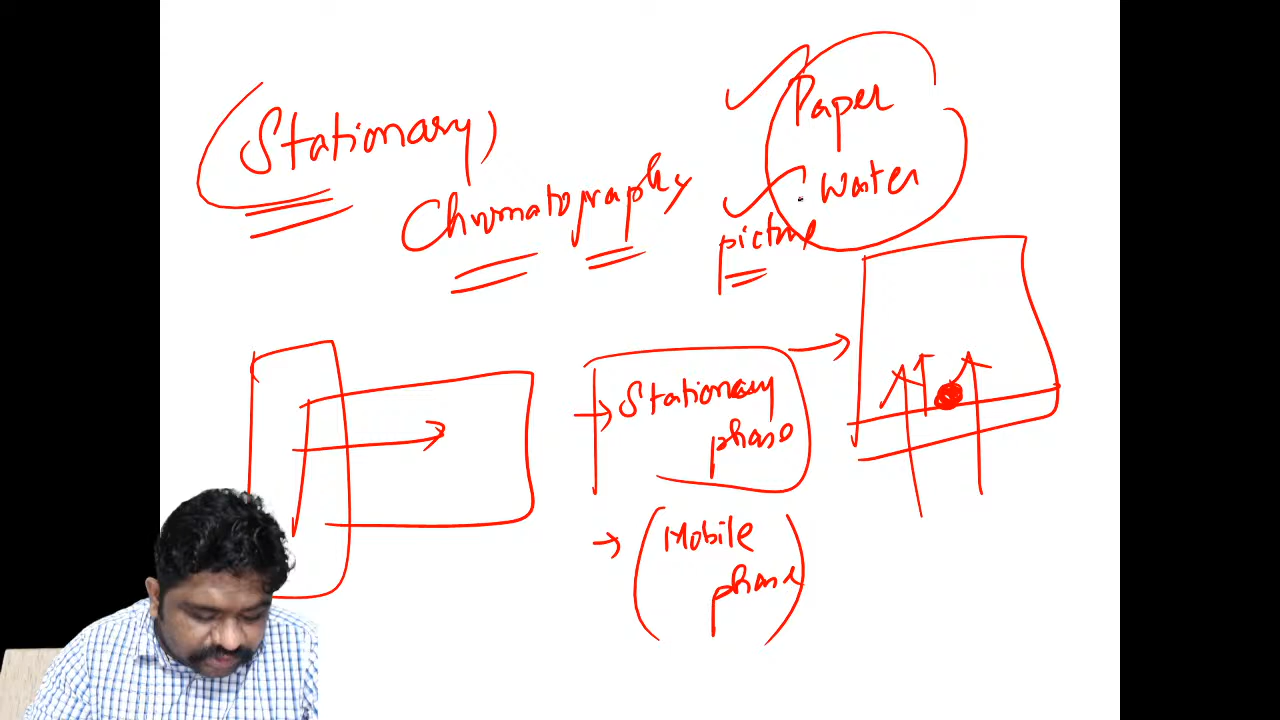 Stationary
Chromatography
Paper
Water
picture
Stationary
phase
Mobile
phase